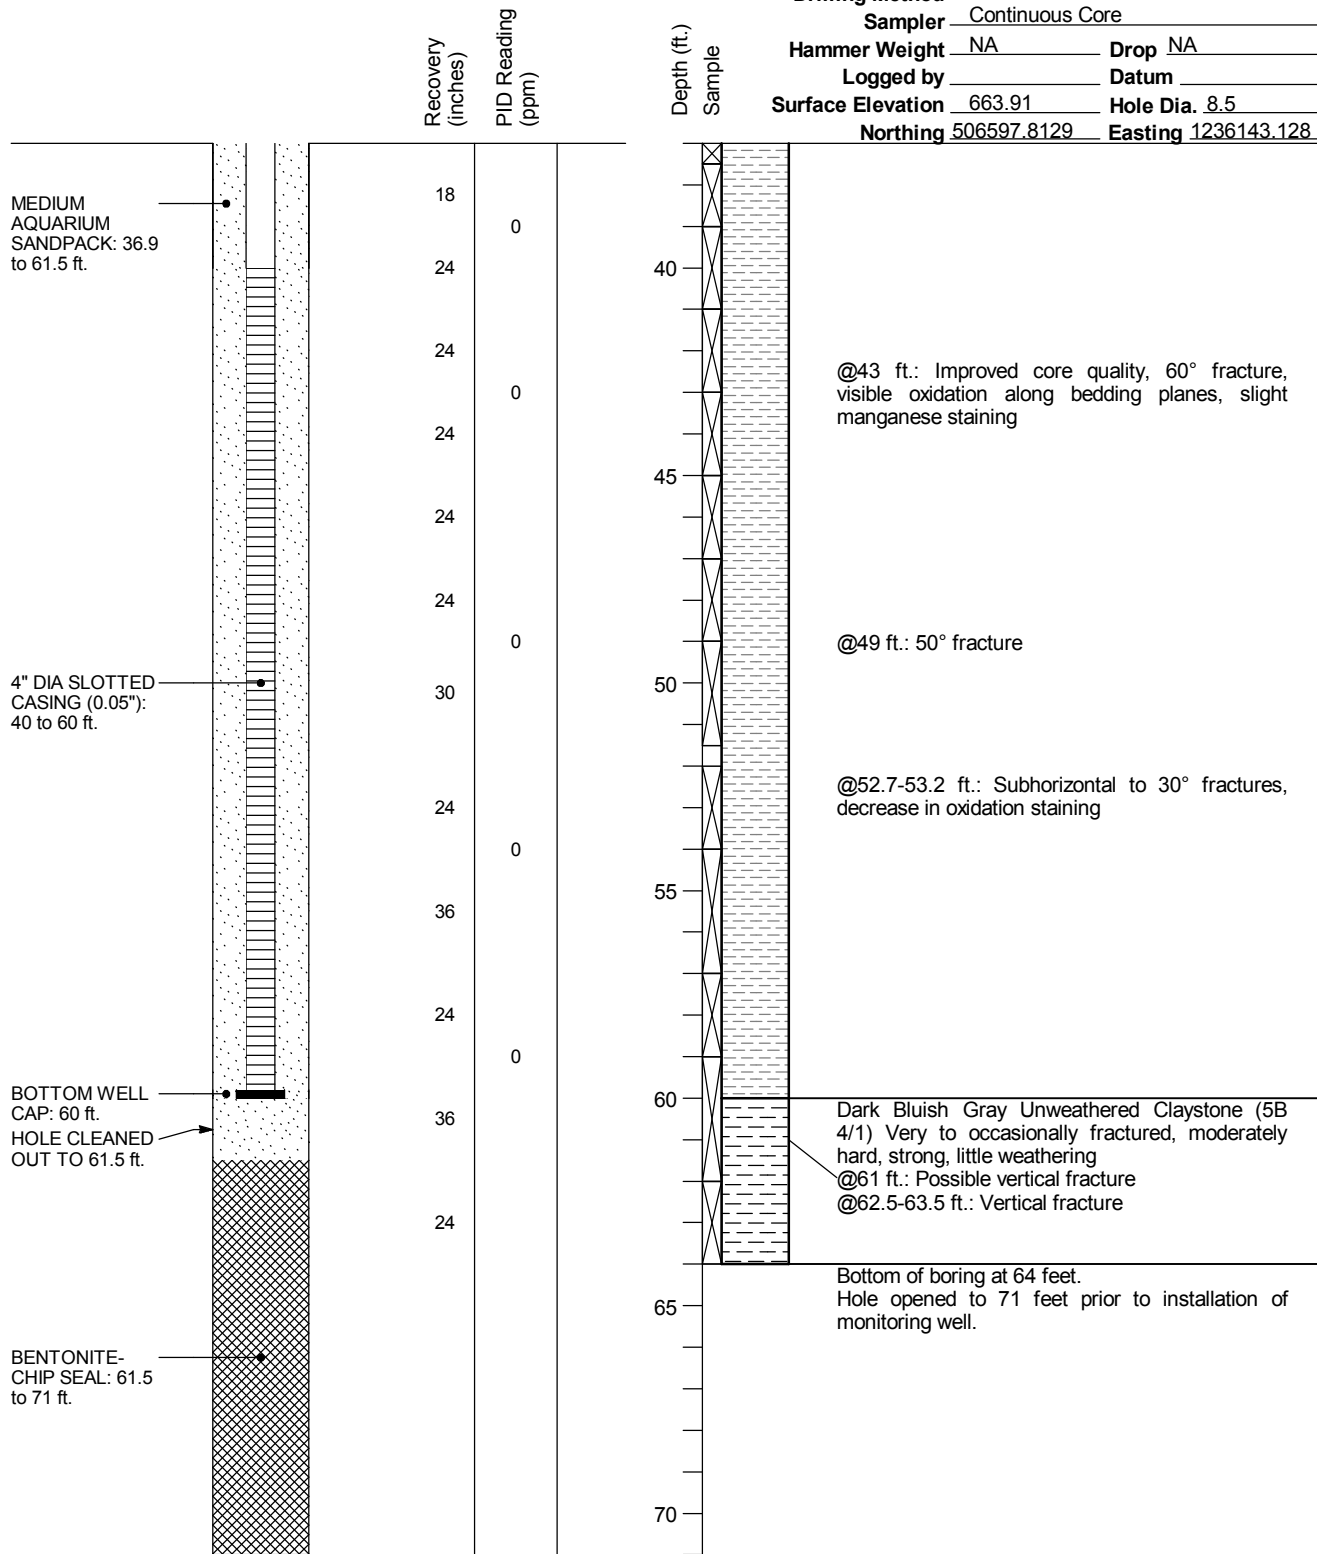 Sampler Continuous Core
Hammer Weight NA Drop NA
Logged by Datum
Surface Elevation 663.91 Hole Dia. 8.5
Northing 506597.8129 Easting 1236143.128
Recovery
(inches)
PID Reading
(ppm)
Depth (ft.)
Sample
MEDIUM
AQUARIUM
SANDPACK: 36.9
to 61.5 ft.
4" DIA SLOTTED
CASING (0.05"):
40 to 60 ft.
BOTTOM WELL
CAP: 60 ft.
HOLE CLEANED
OUT TO 61.5 ft.
BENTONITE-
CHIP SEAL: 61.5
to 71 ft.
18
24
24
24
24
24
30
24
36
24
36
24
0
0
0
0
0
40
45
50
55
60
65
70
@43 ft.: Improved core quality, 60° fracture,
visible oxidation along bedding planes, slight
manganese staining
@49 ft.: 50° fracture
@52.7-53.2 ft.: Subhorizontal to 30° fractures,
decrease in oxidation staining
Dark Bluish Gray Unweathered Claystone (5B
4/1) Very to occasionally fractured, moderately
hard, strong, little weathering
@61 ft.: Possible vertical fracture
@62.5-63.5 ft.: Vertical fracture
Bottom of boring at 64 feet.
Hole opened to 71 feet prior to installation of
monitoring well.